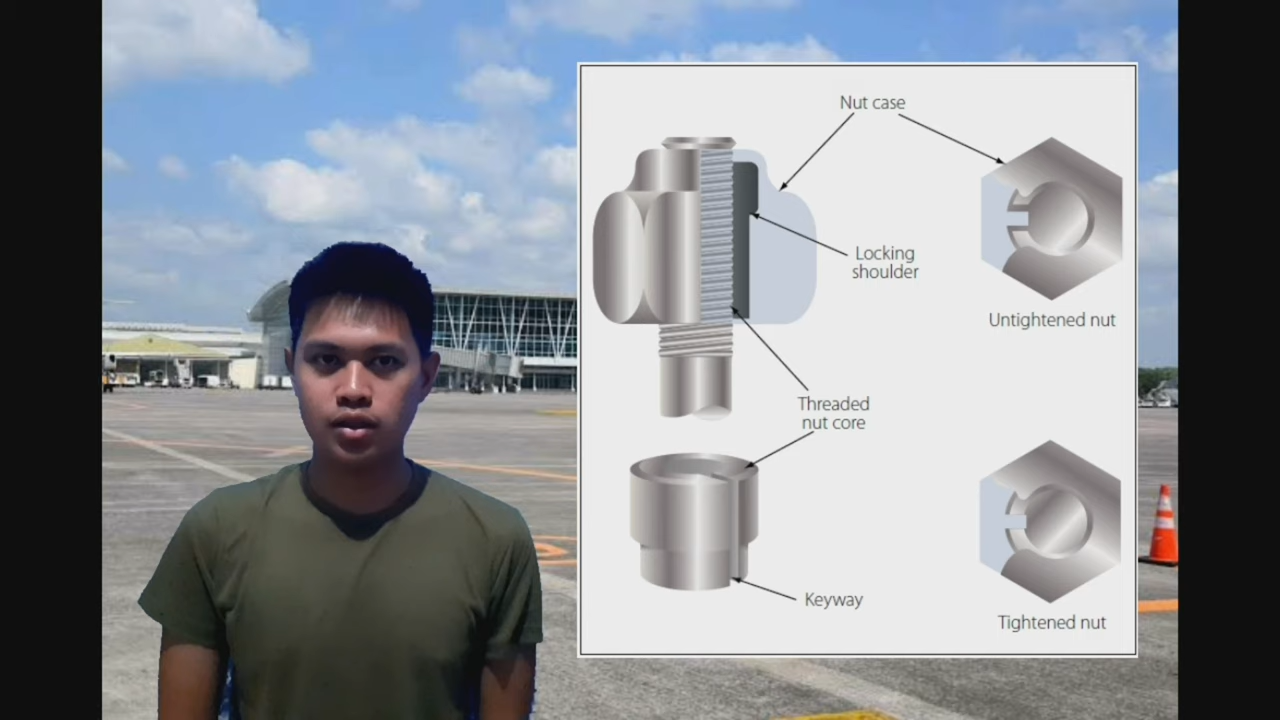 Nut case
Locking
shoulder
Untightened nut
Threaded
nut core
Keyway
Tightened nut